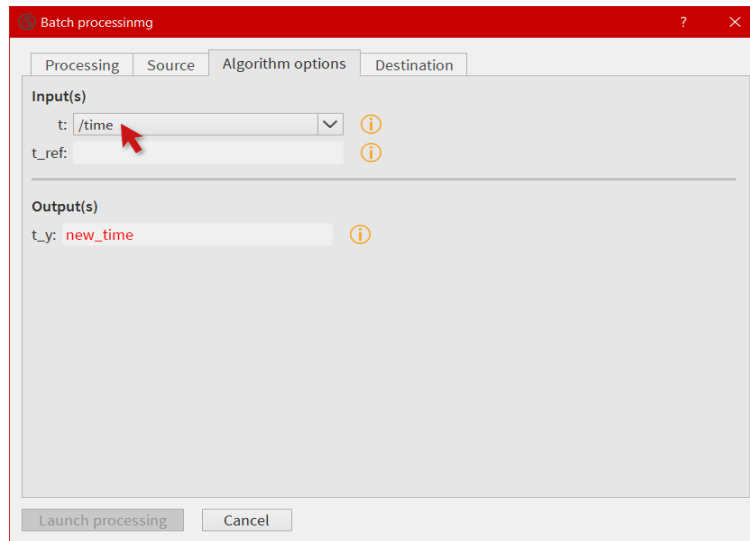 Batch processinmg ?
Processing Source Algorithm options Destination
Input(s)
t: /time
t_ref:
Output(s)
t_y: new_time
Launch processing Cancel